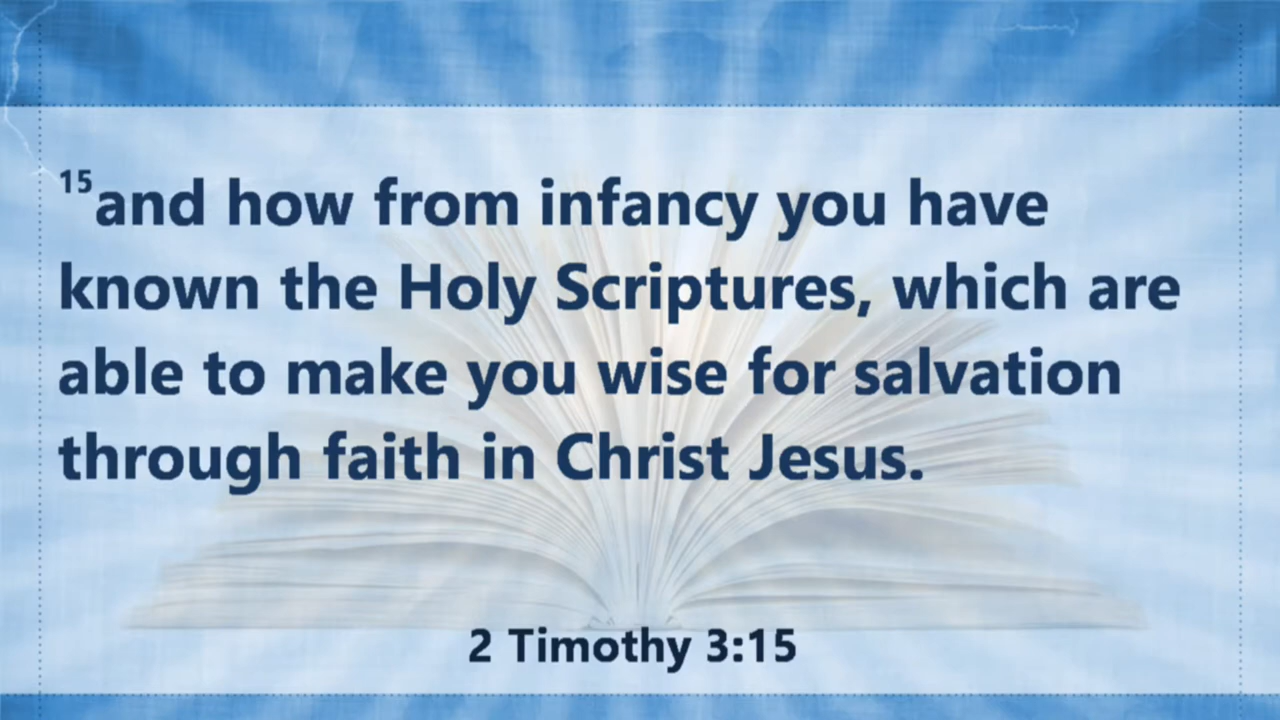 15and how from infancy you have
known the Holy Scriptures, which are
able to make you wise for salvation
through faith in Christ Jesus.
2 Timothy 3:15